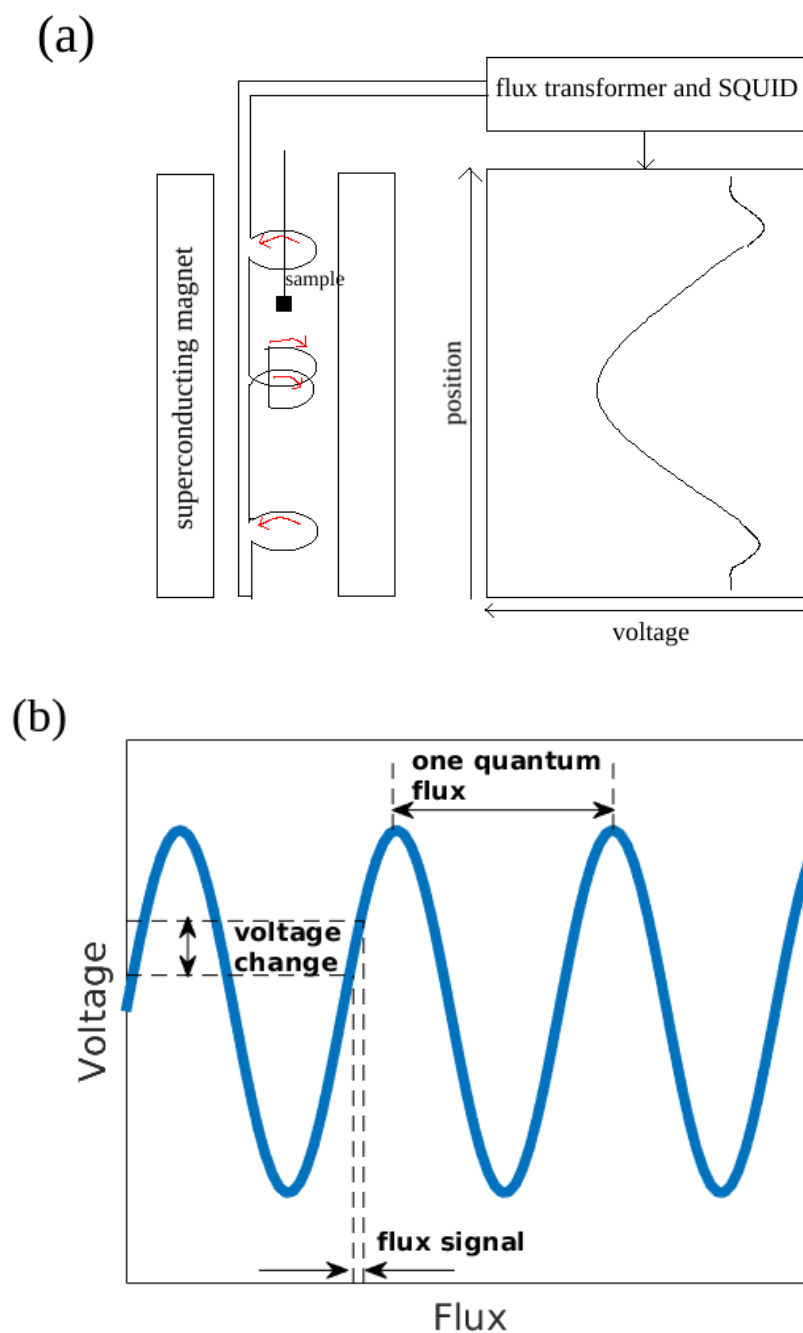 (a)
flux transformer and SQUID
superconducting magnet
sample
position
voltage
(b)
one quantum
flux
voltage
change
Voltage
flux signal
Flux